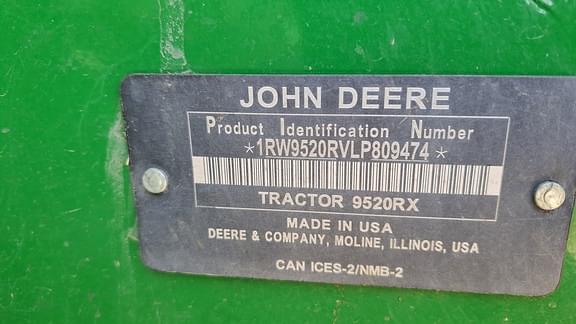 JOHN DEERE
Product Identification Number
*1RW9520RVLP809474*
TRACTOR 9520RX
MADE IN USA
DEERE & COMPANY, MOLINE, ILLINOIS, USA
CAN ICES-2/NMB-2